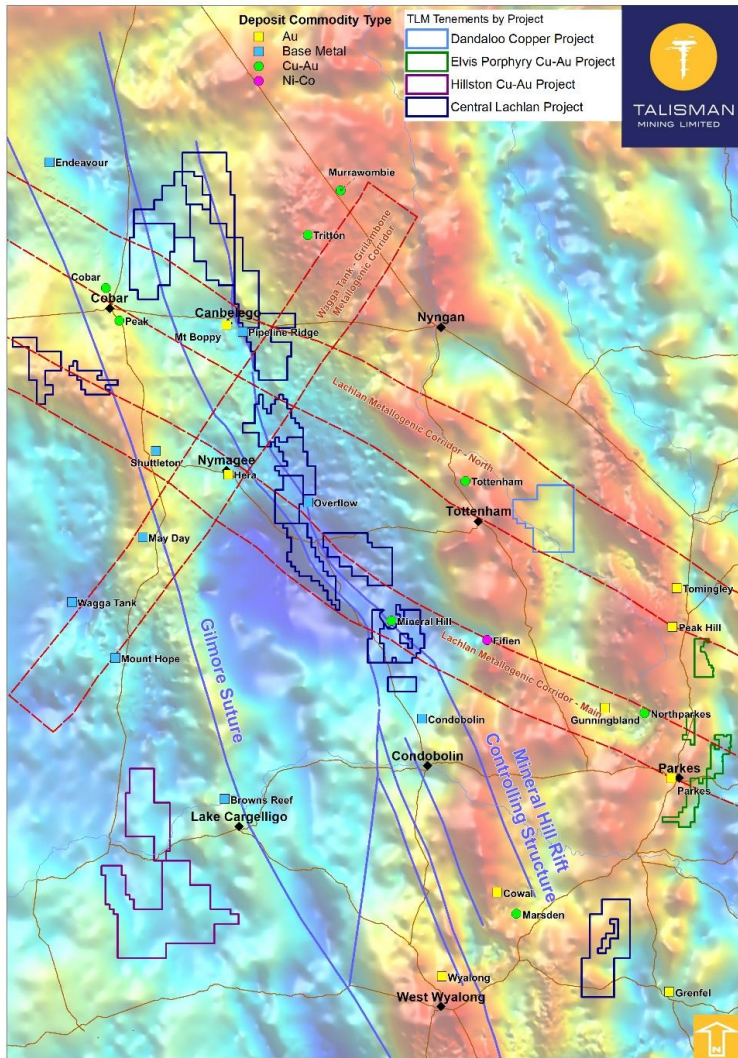 Deposit Commodity Type
Au
Base Metal
Cu-Au
Ni-Co
TLM Tenements by Project
Dandaloo Copper Project
Elvis Porphyry Cu-Au Project
Hillston Cu-Au Project
Central Lachlan Project
TALISMAN
MINING LIMITED
Endeavour
Murrawombie
Tritton
Wagga Tank - Girilambone
Metallogenic Corridor
Cobar
Cobar
Peak
Canbelego
Mt Boppy
Pipeline Ridge
Nyngan
Lachlan Metallogenic Corridor - North
Shuttleton
Nymagee
Hera
Overflow
Tottenham
Tottenham
May Day
Wagga Tank
Mount Hope
Gilmore Suture
Mineral Hill
Fifien
Lachlan Metallogenic Corridor - Main
Tomingley
Peak Hill
Gunningbland
Northparkes
Condobolin
Condobolin
Mineral Hill Rift
Controlling Structure
Parkes
Parkes
Browns Reef
Lake Cargelligo
Cowal
Marsden
Wyalong
West Wyalong
Grenfel
N